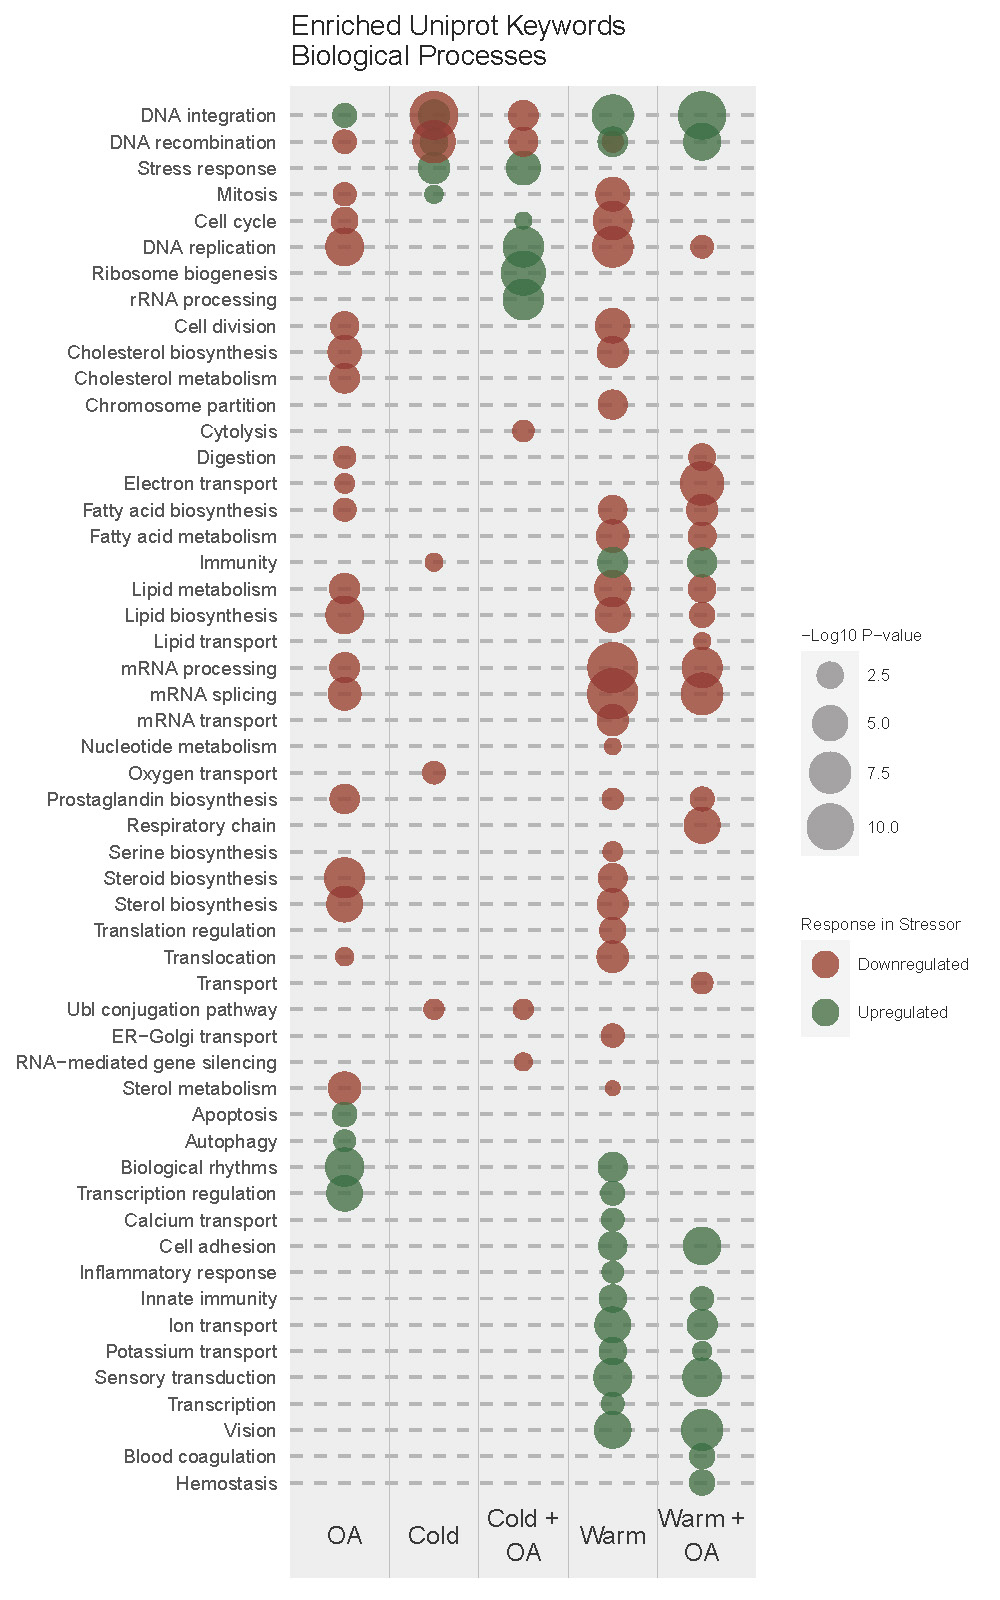 Enriched Uniprot Keywords
Biological Processes
DNA integration
DNA recombination
Stress response
Mitosis
Cell cycle
DNA replication
Ribosome biogenesis
rRNA processing
Cell division
Cholesterol biosynthesis
Cholesterol metabolism
Chromosome partition
Cytolysis
Digestion
Electron transport
Fatty acid biosynthesis
Fatty acid metabolism
Immunity
Lipid metabolism
Lipid biosynthesis
Lipid transport
mRNA processing
mRNA splicing
mRNA transport
Nucleotide metabolism
Oxygen transport
Prostaglandin biosynthesis
Respiratory chain
Serine biosynthesis
Steroid biosynthesis
Sterol biosynthesis
Translation regulation
Translocation
Transport
Ubl conjugation pathway
ER−Golgi transport
RNA−mediated gene silencing
Sterol metabolism
Apoptosis
Autophagy
Biological rhythms
Transcription regulation
Calcium transport
Cell adhesion
Inflammatory response
Innate immunity
Ion transport
Potassium transport
Sensory transduction
Transcription
Vision
Blood coagulation
Hemostasis
OA
Cold
Cold +
OA
Warm
Warm +
OA
−Log10 P−value
2.5
5.0
7.5
10.0
Response in Stressor
Downregulated
Upregulated